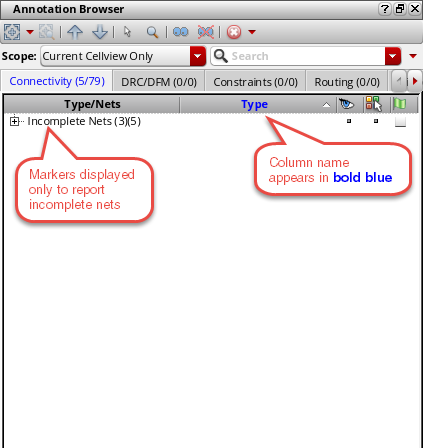 Annotation Browser
Scope: Current Cellview Only Search
Connectivity (5/79) DRC/DFM (0/0) Constraints (0/0) Routing (0/0)
Type/Nets Type
Incomplete Nets (3)(5)
Markers displayed
only to report
incomplete nets
Column name
appears in bold blue